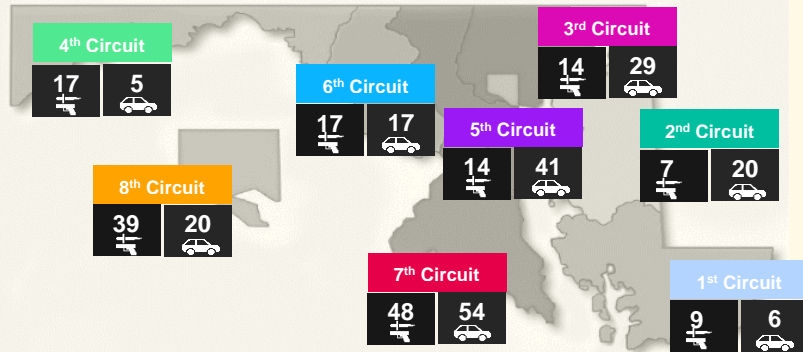 3rd Circuit
14 29
4th Circuit
17 5
6th Circuit
17 17
5th Circuit
14 41
2nd Circuit
7 20
8th Circuit
39 20
7th Circuit
48 54
1st Circuit
9 6